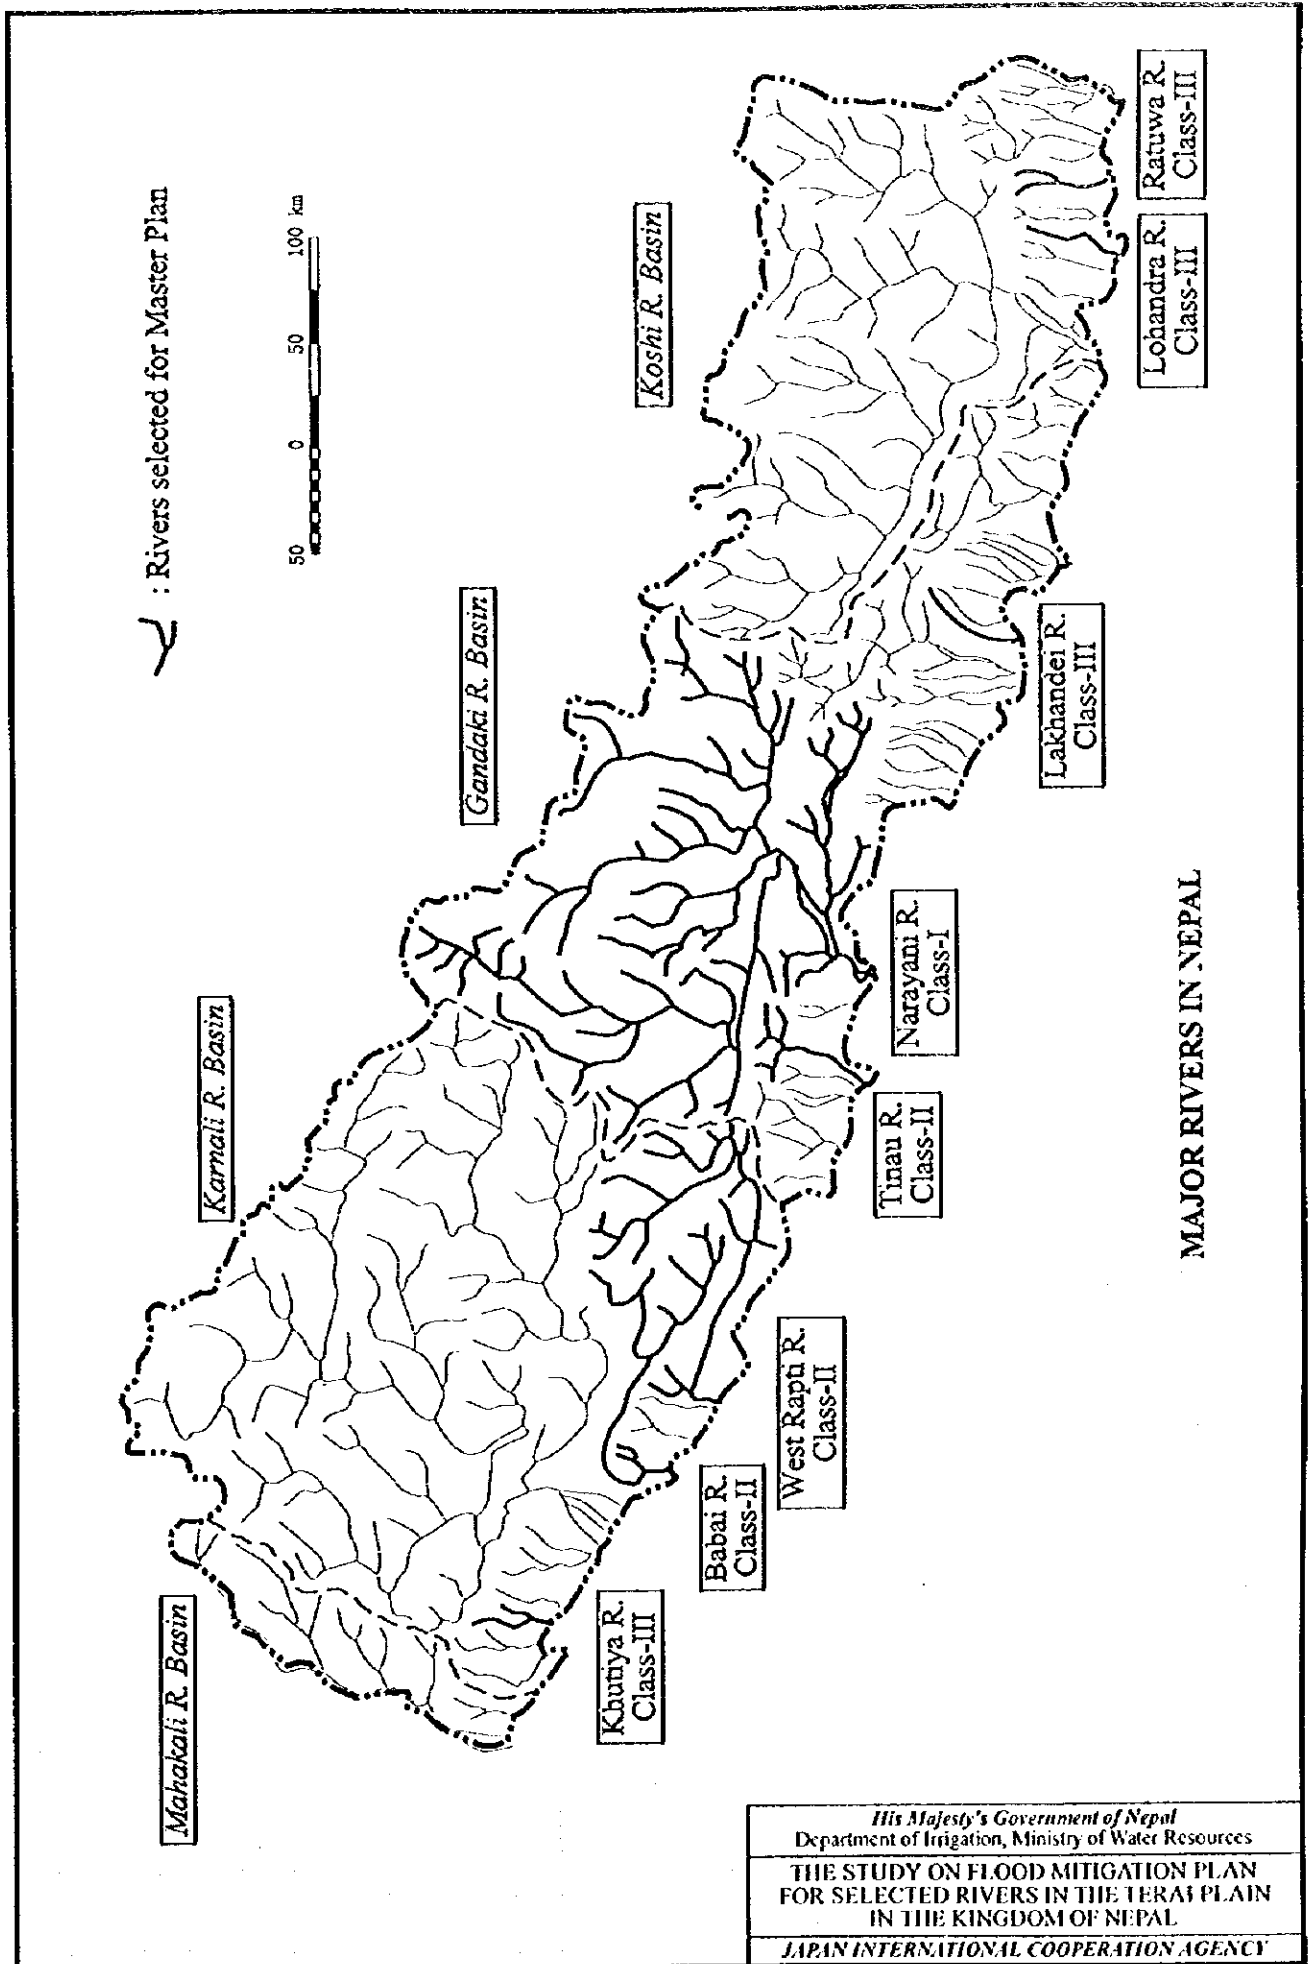 : Rivers selected for Master Plan
50 0 50 100 km
Mahakali R. Basin
Karnali R. Basin
Gandaki R. Basin
Koshi R. Basin
Khutiya R.
Class-III
Babai R.
Class-II
West Rapti R.
Class-II
Tinau R.
Class-II
Narayani R.
Class-I
Lakhandei R.
Class-III
Lohandra R.
Class-III
Ratuwa R.
Class-III
MAJOR RIVERS IN NEPAL
His Majesty's Government of Nepal
Department of Irrigation, Ministry of Water Resources
THE STUDY ON FLOOD MITIGATION PLAN
FOR SELECTED RIVERS IN THE TERAI PLAIN
IN THE KINGDOM OF NEPAL
JAPAN INTERNATIONAL COOPERATION AGENCY